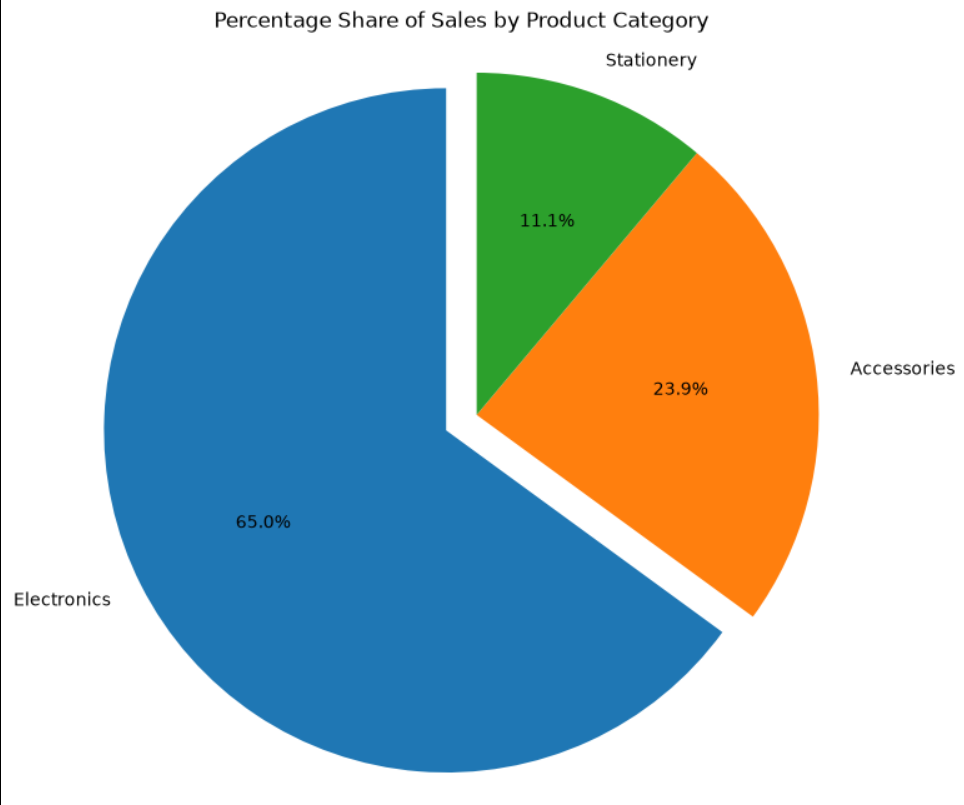 Percentage Share of Sales by Product Category
Stationery
11.1%
Accessories
23.9%
65.0%
Electronics